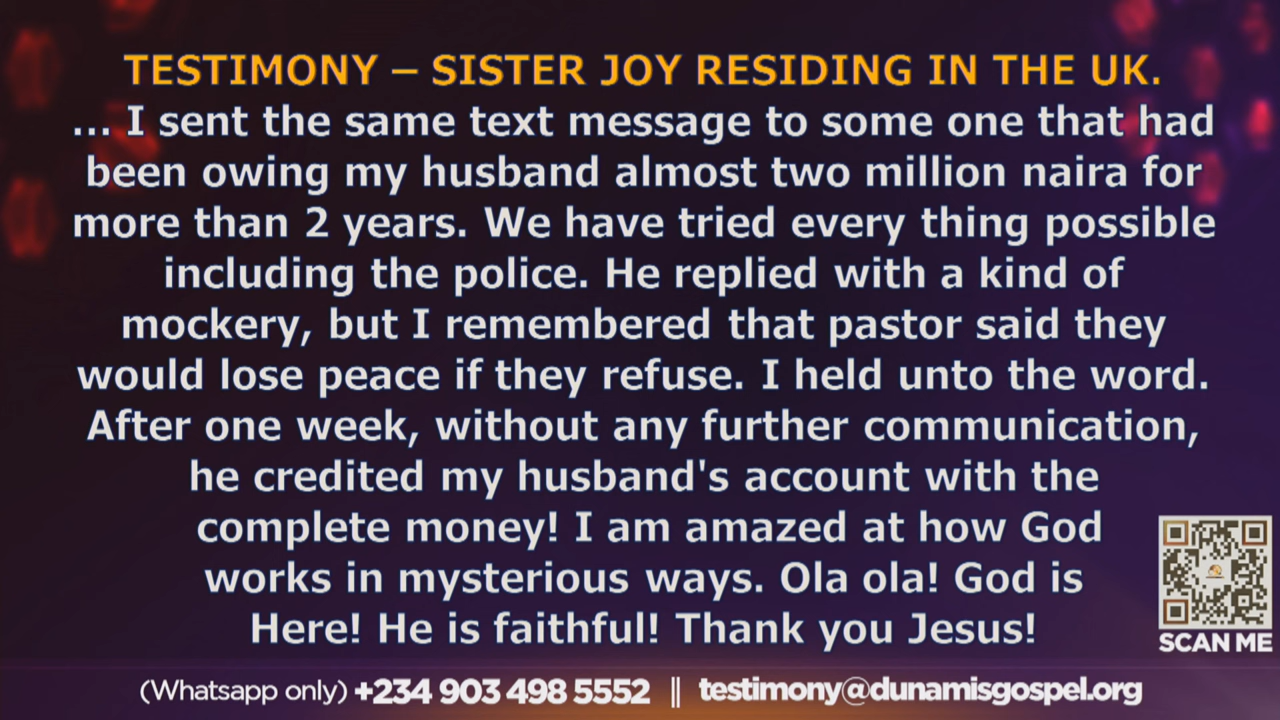 TESTIMONY – SISTER JOY RESIDING IN THE UK.
... I sent the same text message to some one that had
been owing my husband almost two million naira for
more than 2 years. We have tried every thing possible
including the police. He replied with a kind of
mockery, but I remembered that pastor said they
would lose peace if they refuse. I held unto the word.
After one week, without any further communication,
he credited my husband's account with the
complete money! I am amazed at how God
works in mysterious ways. Ola ola! God is
Here! He is faithful! Thank you Jesus!
SCAN ME
(Whatsapp only) +234 903 498 5552 || testimony@dunamisgospel.org